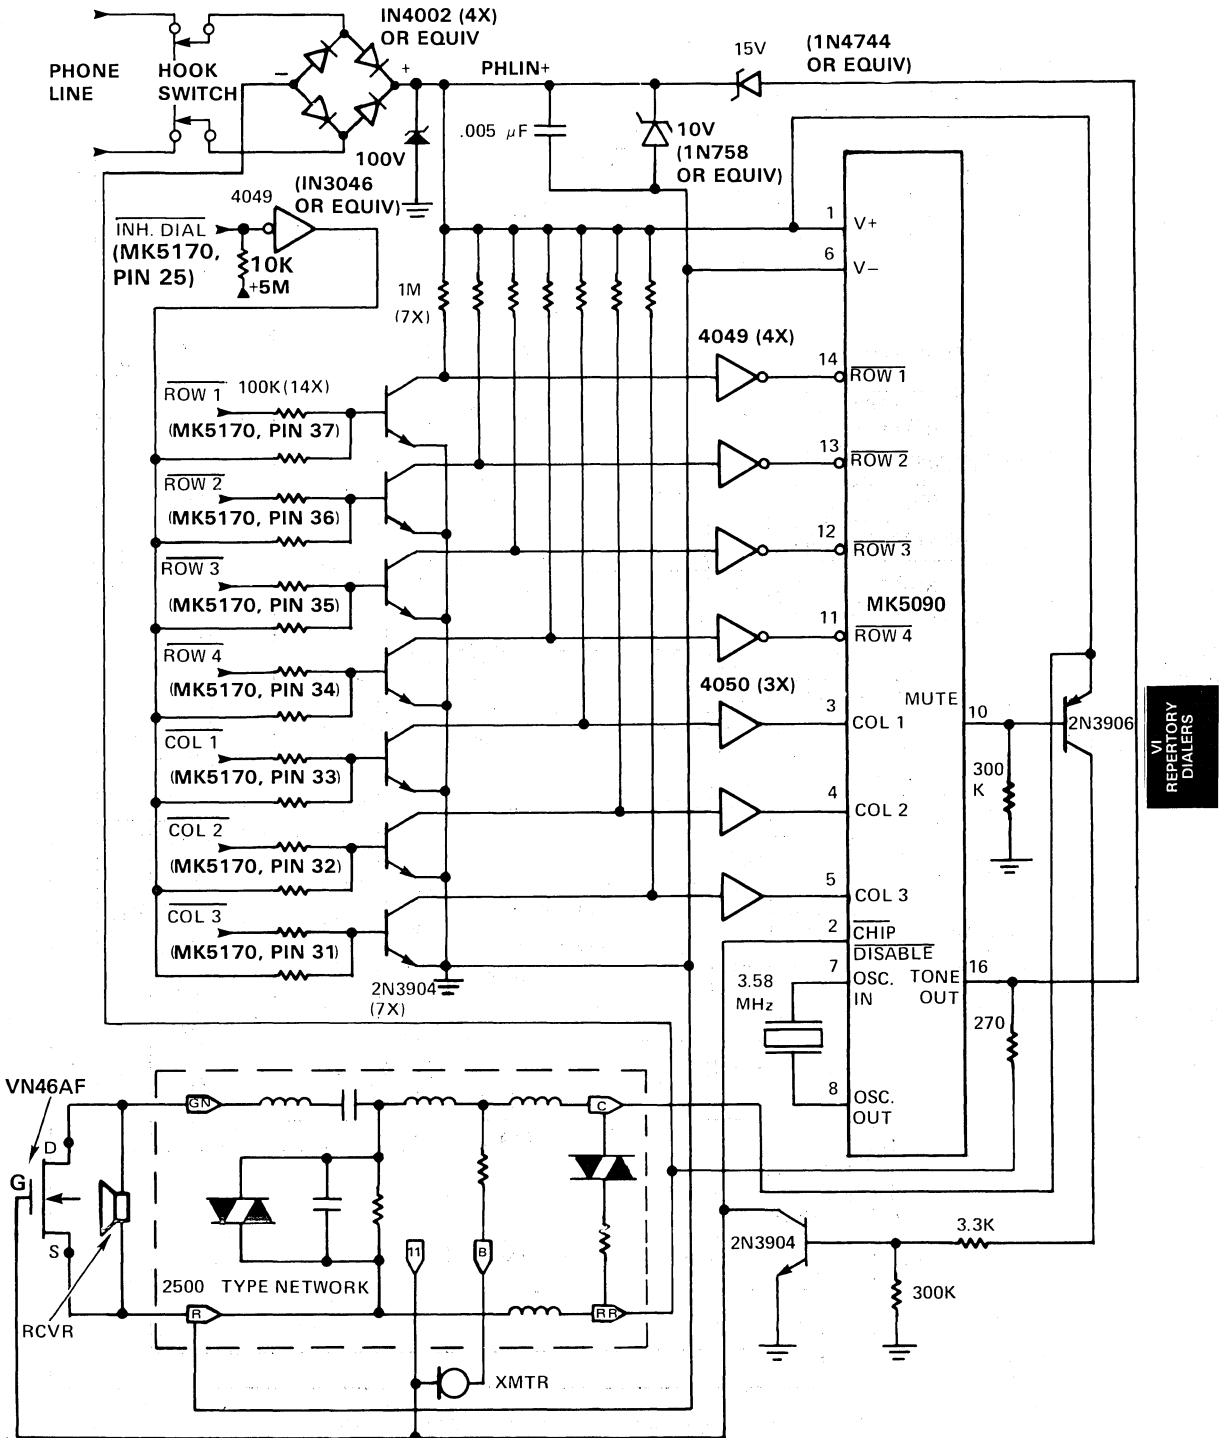 IN4002 (4X)
OR EQUIV
PHONE
LINE
HOOK
SWITCH
−
+
PHLIN+
15V
(1N4744
OR EQUIV)
.005 µF
10V
(1N758
OR EQUIV)
100V
(IN3046
OR EQUIV)
4049
INH. DIAL
(MK5170,
PIN 25)
10K
+5M
1M
(7X)
1
V+
6
V−
4049 (4X)
ROW 1
100K(14X)
(MK5170, PIN 37)
14
ROW 1
ROW 2
(MK5170, PIN 36)
13
ROW 2
ROW 3
(MK5170, PIN 35)
12
ROW 3
MK5090
ROW 4
(MK5170, PIN 34)
11
ROW 4
4050 (3X)
COL 1
(MK5170, PIN 33)
3
COL 1
MUTE
10
2N3906
300
K
COL 2
(MK5170, PIN 32)
4
COL 2
COL 3
(MK5170, PIN 31)
5
COL 3
2
CHIP
DISABLE
2N3904
(7X)
3.58
MHz
7
OSC.
IN
TONE
OUT
16
270
8
OSC.
OUT
VI
REPERTORY
DIALERS
VN46AF
D
G
S
RCVR
GN
C
2500
TYPE NETWORK
R
11
B
RR
XMTR
2N3904
3.3K
300K